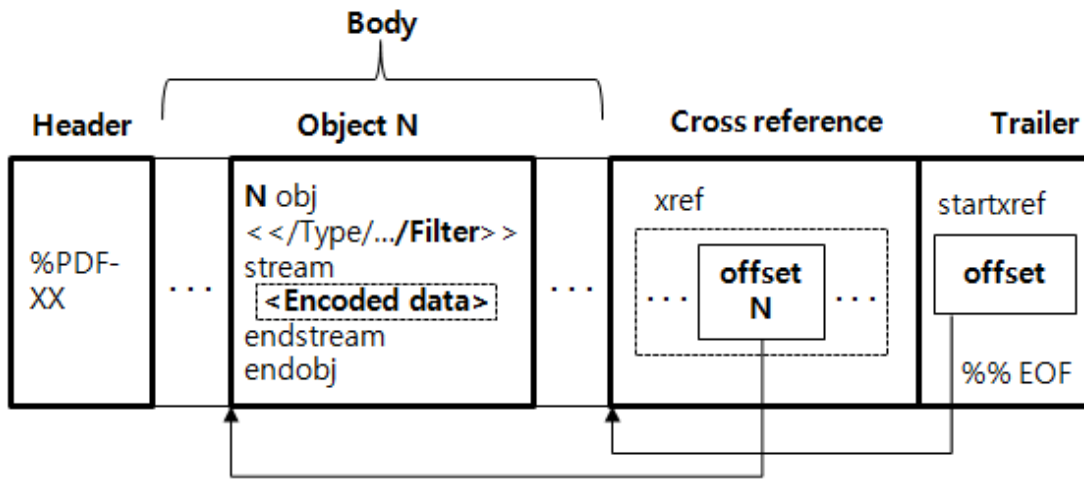 Body
Header
Object N
Cross reference
Trailer
%PDF-
XX
...
N obj
<</Type/.../Filter>>
stream
<Encoded data>
endstream
endobj
...
xref
...
offset
N
...
startxref
offset
%% EOF